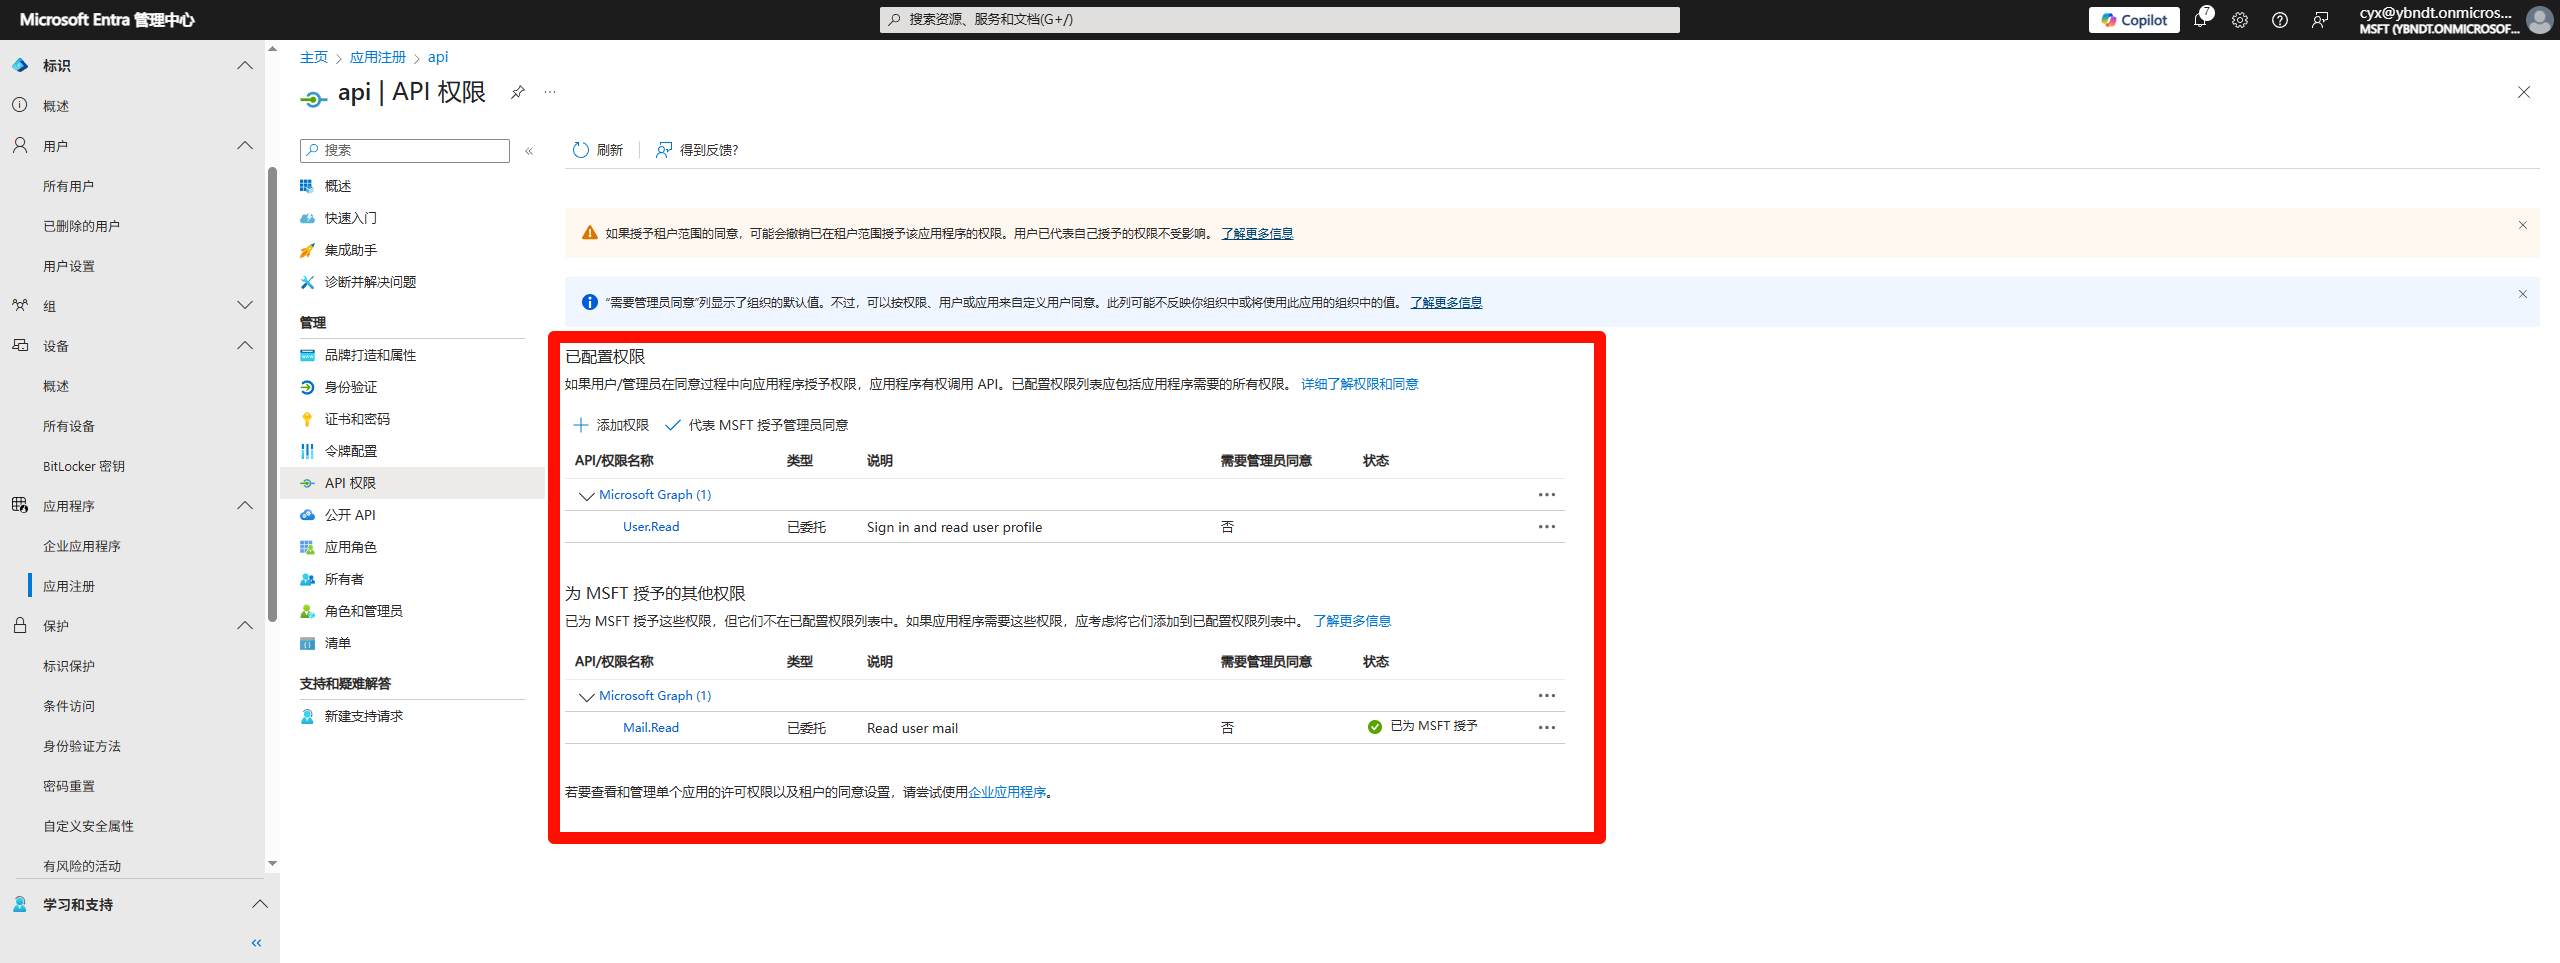 Microsoft Entra 管理中心
搜索资源、服务和文档(G+/)
Copilot
7
cyx@ybndt.onmicros...
MSFT (YBNDT.ONMICROSOF...
标识
概述
用户
所有用户
已删除的用户
用户设置
组
设备
概述
所有设备
BitLocker 密钥
应用程序
企业应用程序
应用注册
保护
标识保护
条件访问
身份验证方法
密码重置
自定义安全属性
有风险的活动
学习和支持
主页 > 应用注册 > api
api | API 权限
搜索
概述
快速入门
集成助手
诊断并解决问题
管理
品牌打造和属性
身份验证
证书和密码
令牌配置
API 权限
公开 API
应用角色
所有者
角色和管理员
清单
支持和疑难解答
新建支持请求
刷新 得到反馈?
如果授予租户范围的同意，可能会撤销已在租户范围授予该应用程序的权限。用户已代表自己授予的权限不受影响。 了解更多信息
“需要管理员同意”列显示了组织的默认值。不过，可以按权限、用户或应用来自定义用户同意。此列可能不反映你组织中或将使用此应用的组织中的值。 了解更多信息
已配置权限
如果用户/管理员在同意过程中向应用程序授予权限，应用程序有权调用 API。已配置权限列表应包括应用程序需要的所有权限。 详细了解权限和同意
添加权限 代表 MSFT 授予管理员同意
API/权限名称 类型 说明 需要管理员同意 状态
Microsoft Graph (1)
User.Read 已委托 Sign in and read user profile 否
为 MSFT 授予的其他权限
已为 MSFT 授予这些权限，但它们不在已配置权限列表中。如果应用程序需要这些权限，应考虑将它们添加到已配置权限列表中。 了解更多信息
API/权限名称 类型 说明 需要管理员同意 状态
Microsoft Graph (1)
Mail.Read 已委托 Read user mail 否 已为 MSFT 授予
若要查看和管理单个应用的许可权限以及租户的同意设置，请尝试使用企业应用程序。